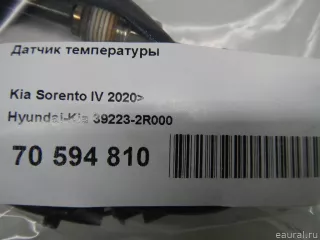 Датчик температуры
Kia Sorento IV 2020>
Hyundai-Kia 39223-2R000
70 594 810
eaural.ru